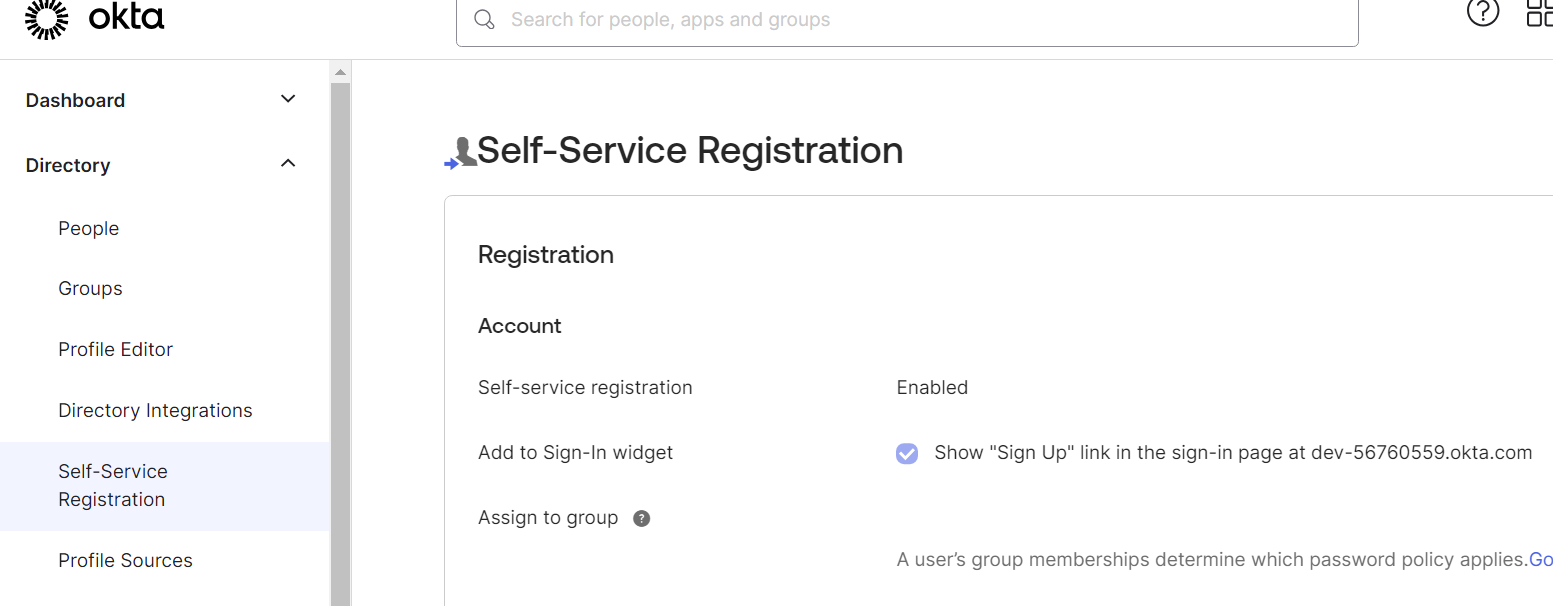 okta
Search for people, apps and groups
Dashboard
Directory
People
Groups
Profile Editor
Directory Integrations
Self-Service
Registration
Profile Sources
Self-Service Registration
Registration
Account
Self-service registration Enabled
Add to Sign-In widget Show "Sign Up" link in the sign-in page at dev-56760559.okta.com
Assign to group
A user’s group memberships determine which password policy applies.Go